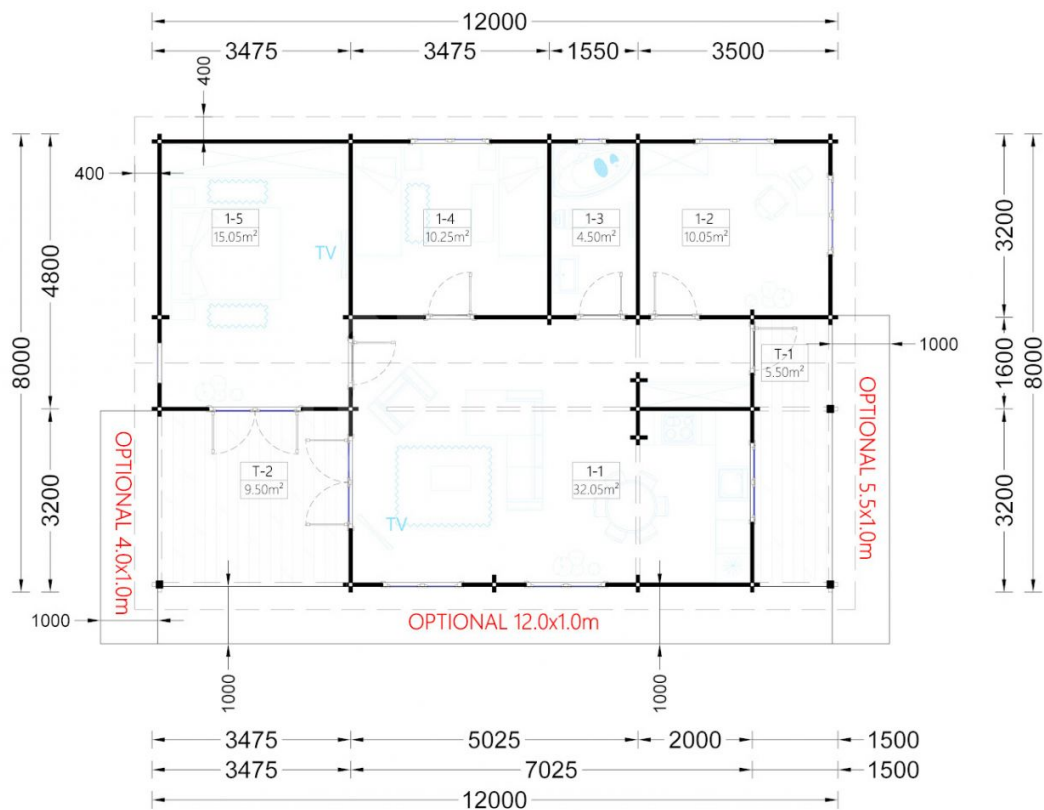 12000
3475 3475 1550 3500
400
400
8000
4800
3200
3200
1600
3200
8000
1-5
15.05m²
TV
1-4
10.25m²
1-3
4.50m²
1-2
10.05m²
T-1
5.50m²
1000
T-2
9.50m²
1-1
32.05m²
TV
OPTIONAL 4.0x1.0m
OPTIONAL 5.5x1.0m
1000
OPTIONAL 12.0x1.0m
1000
1000
3475 5025 2000 1500
3475 7025 1500
12000